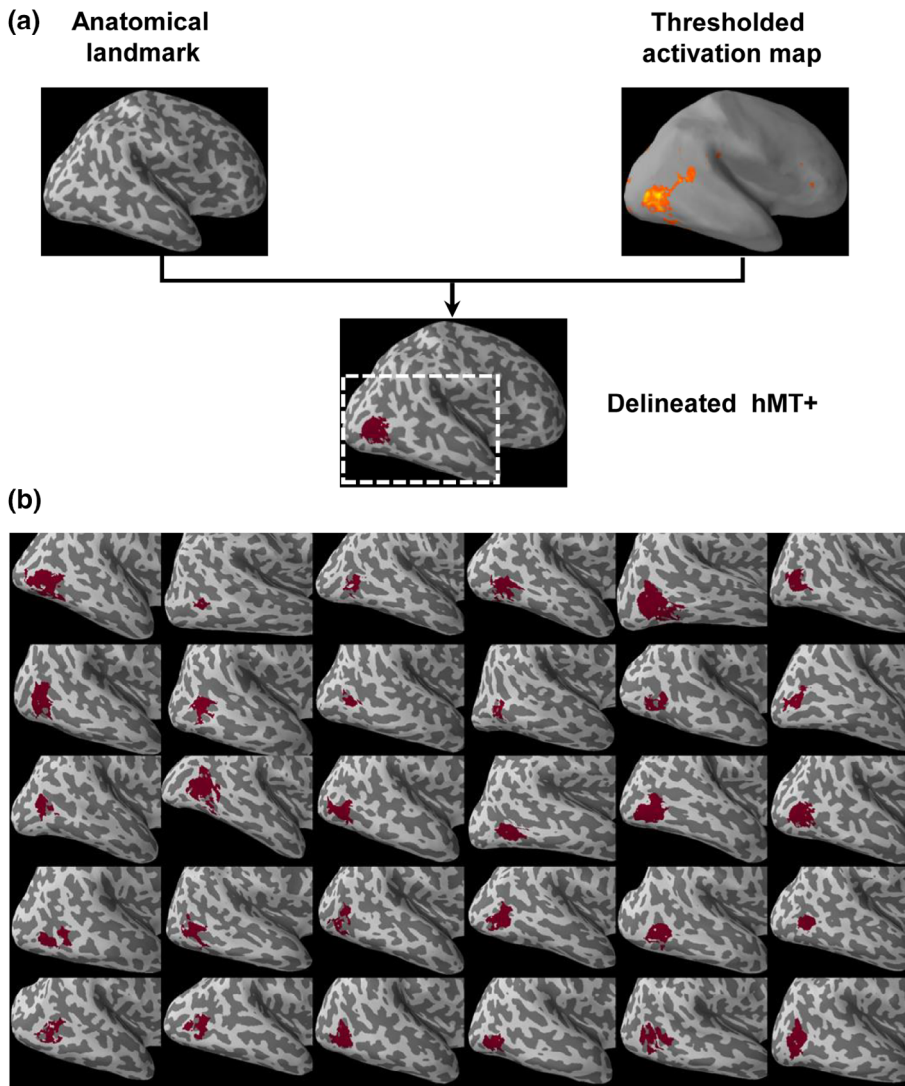 (a)
Anatomical
landmark
Thresholded
activation map
Delineated hMT+
(b)